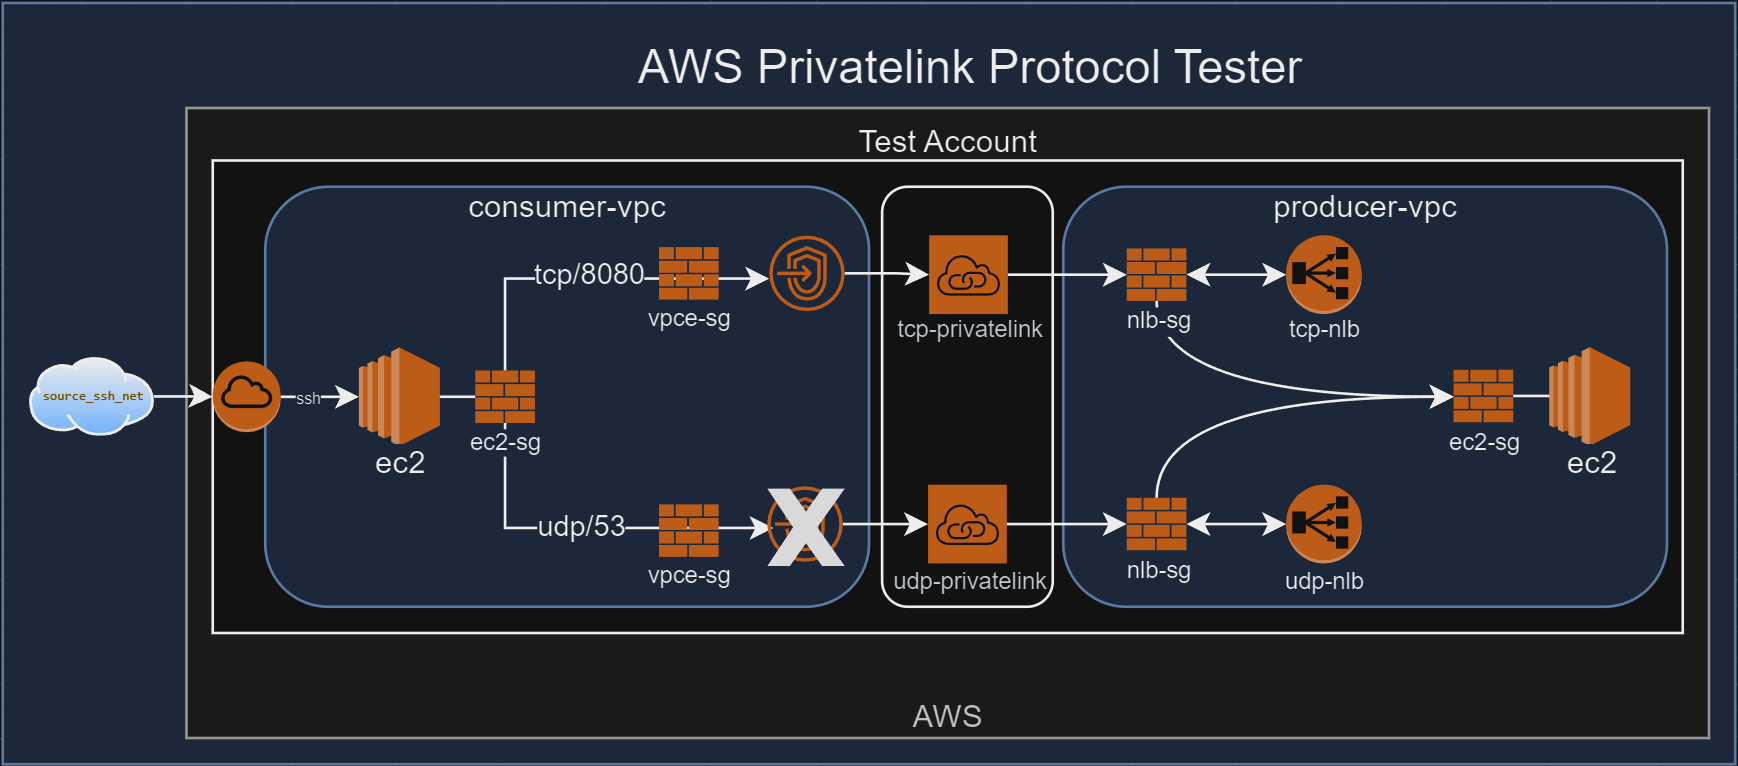 AWS Privatelink Protocol Tester
Test Account
consumer-vpc
producer-vpc
tcp/8080
vpce-sg
tcp-privatelink
nlb-sg
tcp-nlb
source_ssh_net
ssh
ec2
ec2-sg
ec2-sg
ec2
udp/53
vpce-sg
X
udp-privatelink
nlb-sg
udp-nlb
AWS